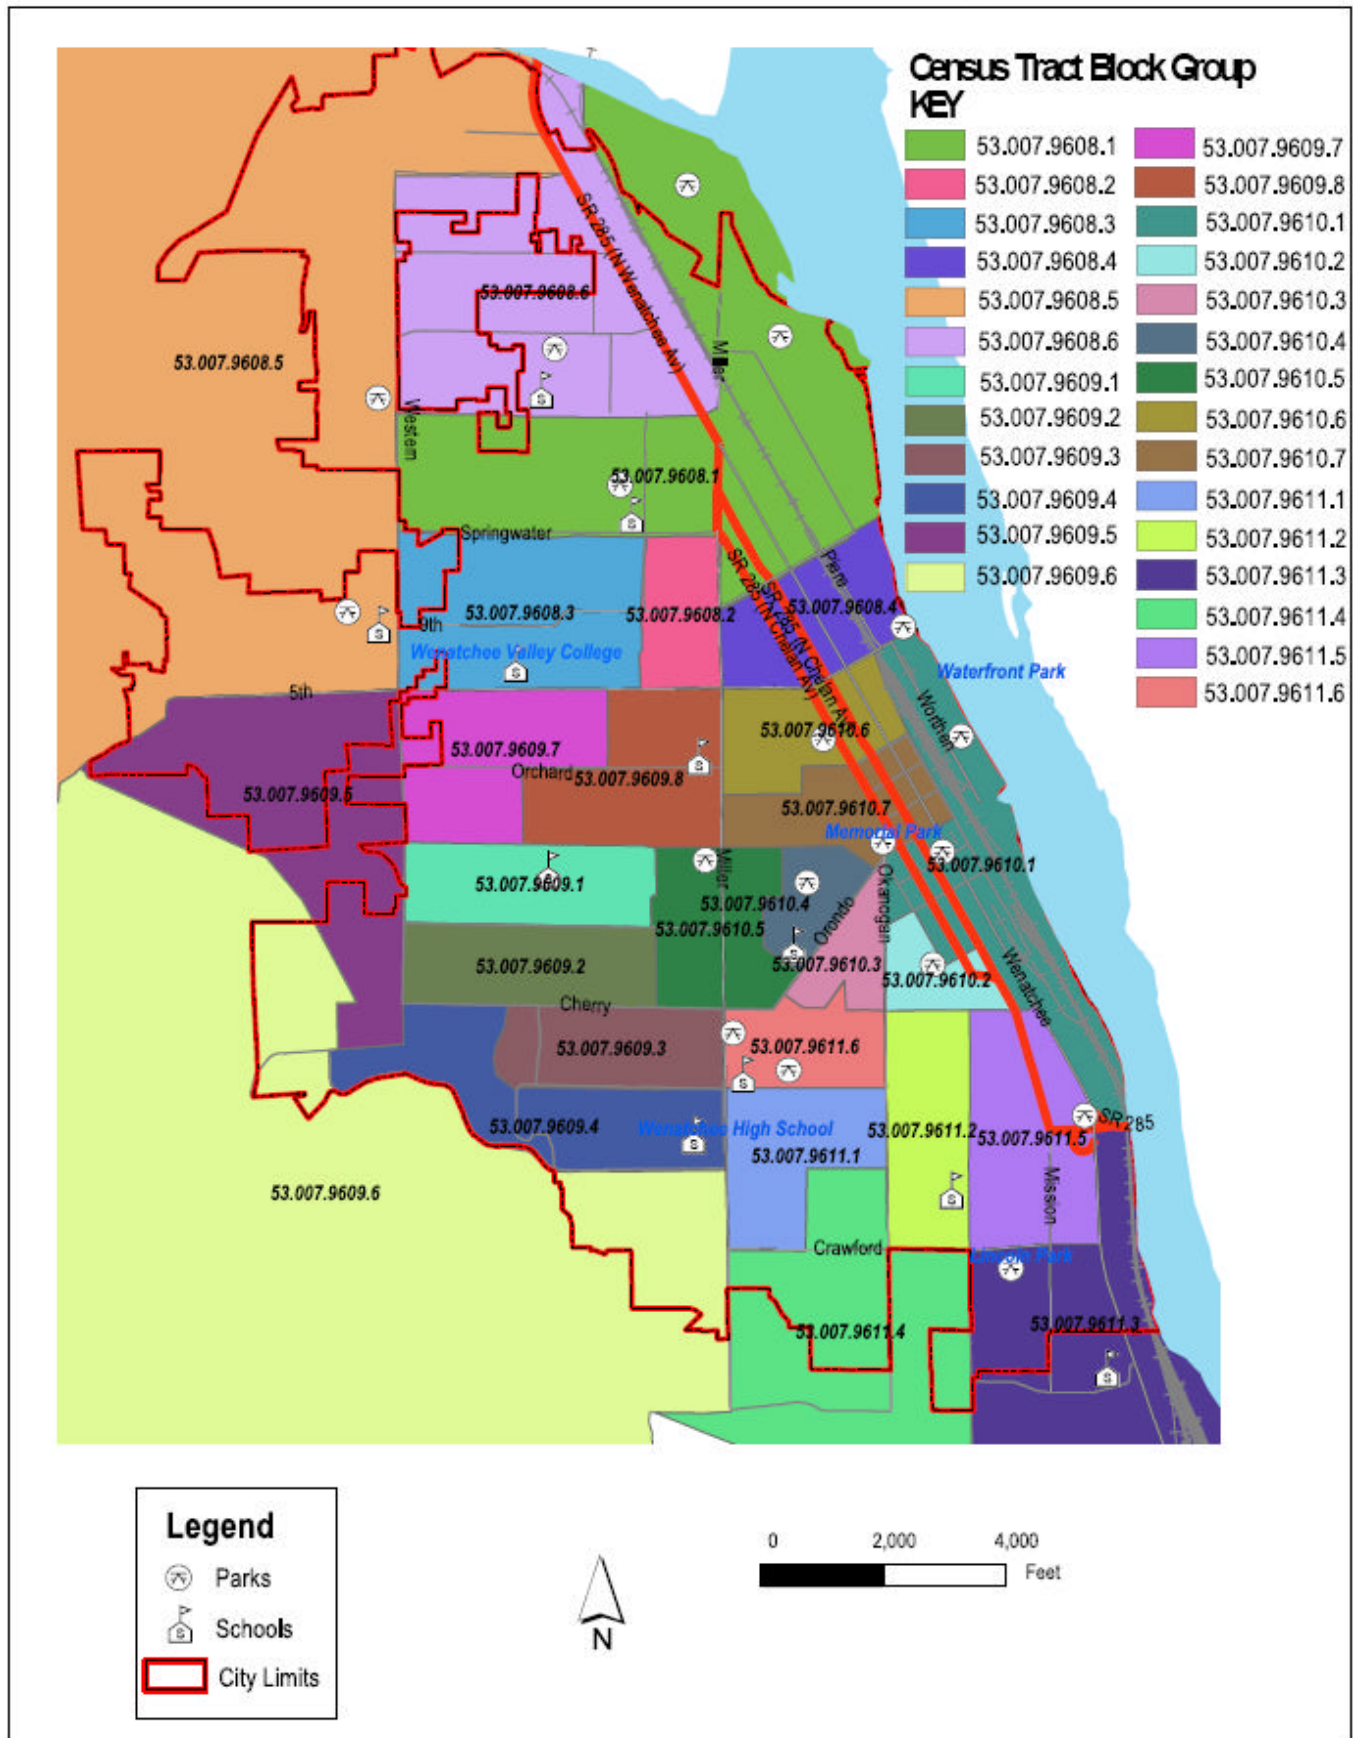 Census Tract Block Group
KEY
53.007.9608.1
53.007.9608.2
53.007.9608.3
53.007.9608.4
53.007.9608.5
53.007.9608.6
53.007.9609.1
53.007.9609.2
53.007.9609.3
53.007.9609.4
53.007.9609.5
53.007.9609.6
53.007.9609.7
53.007.9609.8
53.007.9610.1
53.007.9610.2
53.007.9610.3
53.007.9610.4
53.007.9610.5
53.007.9610.6
53.007.9610.7
53.007.9611.1
53.007.9611.2
53.007.9611.3
53.007.9611.4
53.007.9611.5
53.007.9611.6
SR 285 (N Wenatchee Av)
53.007.9608.6
53.007.9608.5
Miller
Western
53.007.9608.1
Springwater
SR 285 (N Chelan Av)
SR 285 (N Chelan Av)
Piere
53.007.9608.3
53.007.9608.2
53.007.9608.4
9th
Wenatchee Valley College
Waterfront Park
5th
Worthen
53.007.9610.6
53.007.9609.7
Orchard
53.007.9609.8
53.007.9609.5
53.007.9610.7
Memorial Park
53.007.9610.1
Miller
Okanogan
53.007.9609.1
53.007.9610.4
Orondo
53.007.9610.5
53.007.9609.2
53.007.9610.3
53.007.9610.2
Wenatchee
Cherry
53.007.9609.3
53.007.9611.6
SR 285
53.007.9609.4
Wenatchee High School
53.007.9611.2
53.007.9611.5
53.007.9611.1
Mission
53.007.9609.6
Crawford
Lincoln Park
53.007.9611.4
53.007.9611.3
Legend
Parks
S
Schools
City Limits
N
0 2,000 4,000
Feet